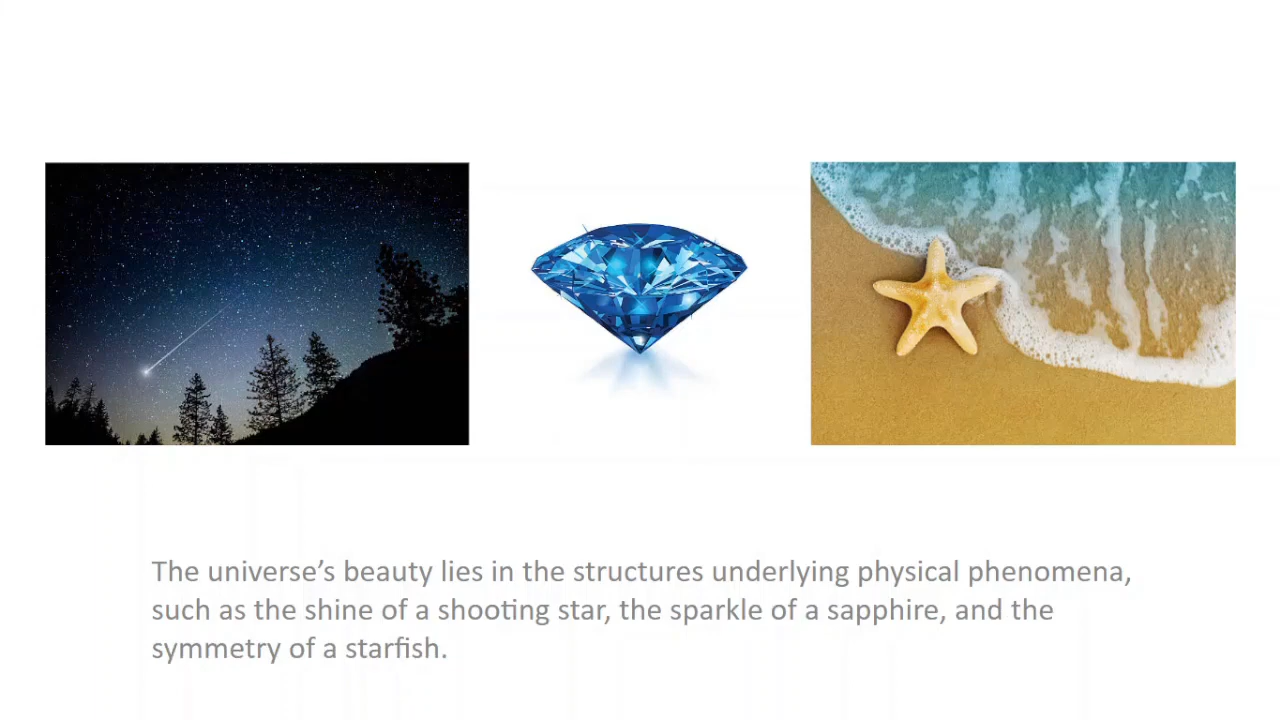 The universe’s beauty lies in the structures underlying physical phenomena,
such as the shine of a shooting star, the sparkle of a sapphire, and the
symmetry of a starfish.